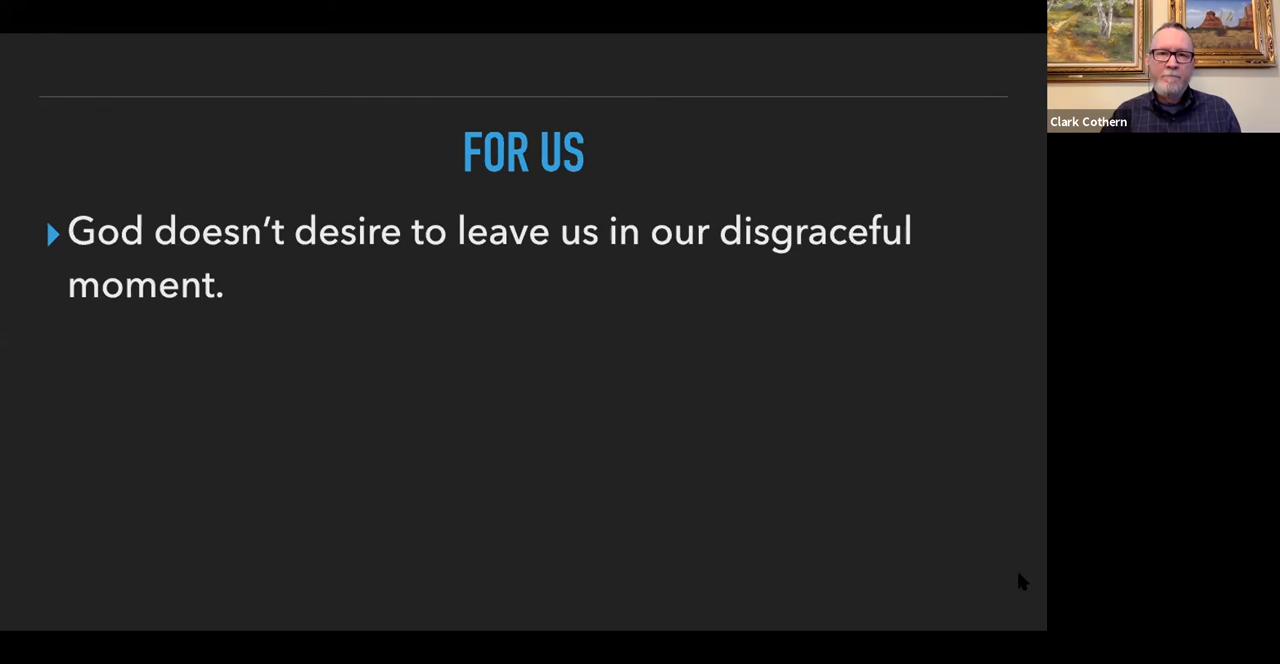 FOR US
God doesn’t desire to leave us in our disgraceful
moment.
Clark Cothern